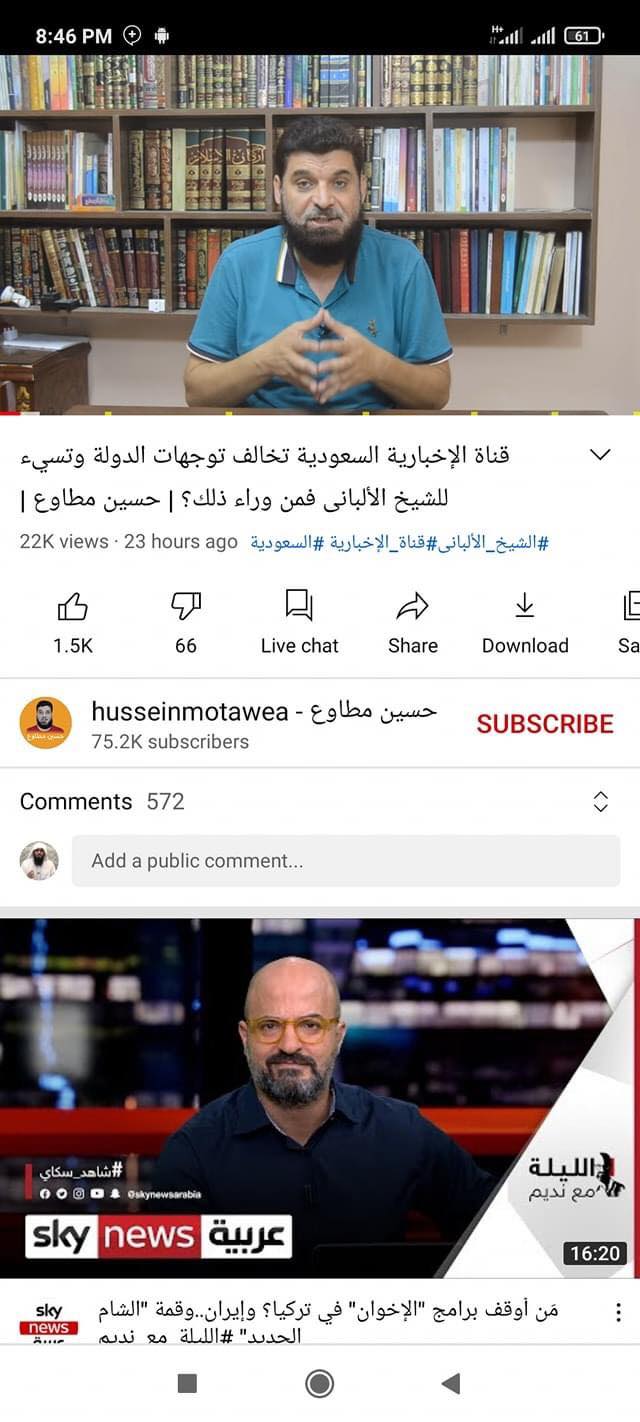 8:46 PM
H+
61
قناة الإخبارية السعودية تخالف توجهات الدولة وتسيء
للشيخ الألبانى فمن وراء ذلك؟ | حسين مطاوع |
22K views · 23 hours ago #الشيخ_الألبانى#قناة_الإخبارية #السعودية
1.5K
66
Live chat
Share
Download
Sa
husseinmotawea - حسين مطاوع
75.2K subscribers
SUBSCRIBE
Comments 572
Add a public comment...
#شاهد_سكاي
@skynewsarabia
sky news عربية
الليلة
مع نديم
16:20
sky
news
مَن أوقف برامج "الإخوان" في تركيا؟ وإيران..وقمة "الشام
الجديد" #الليلة_مع_نديم